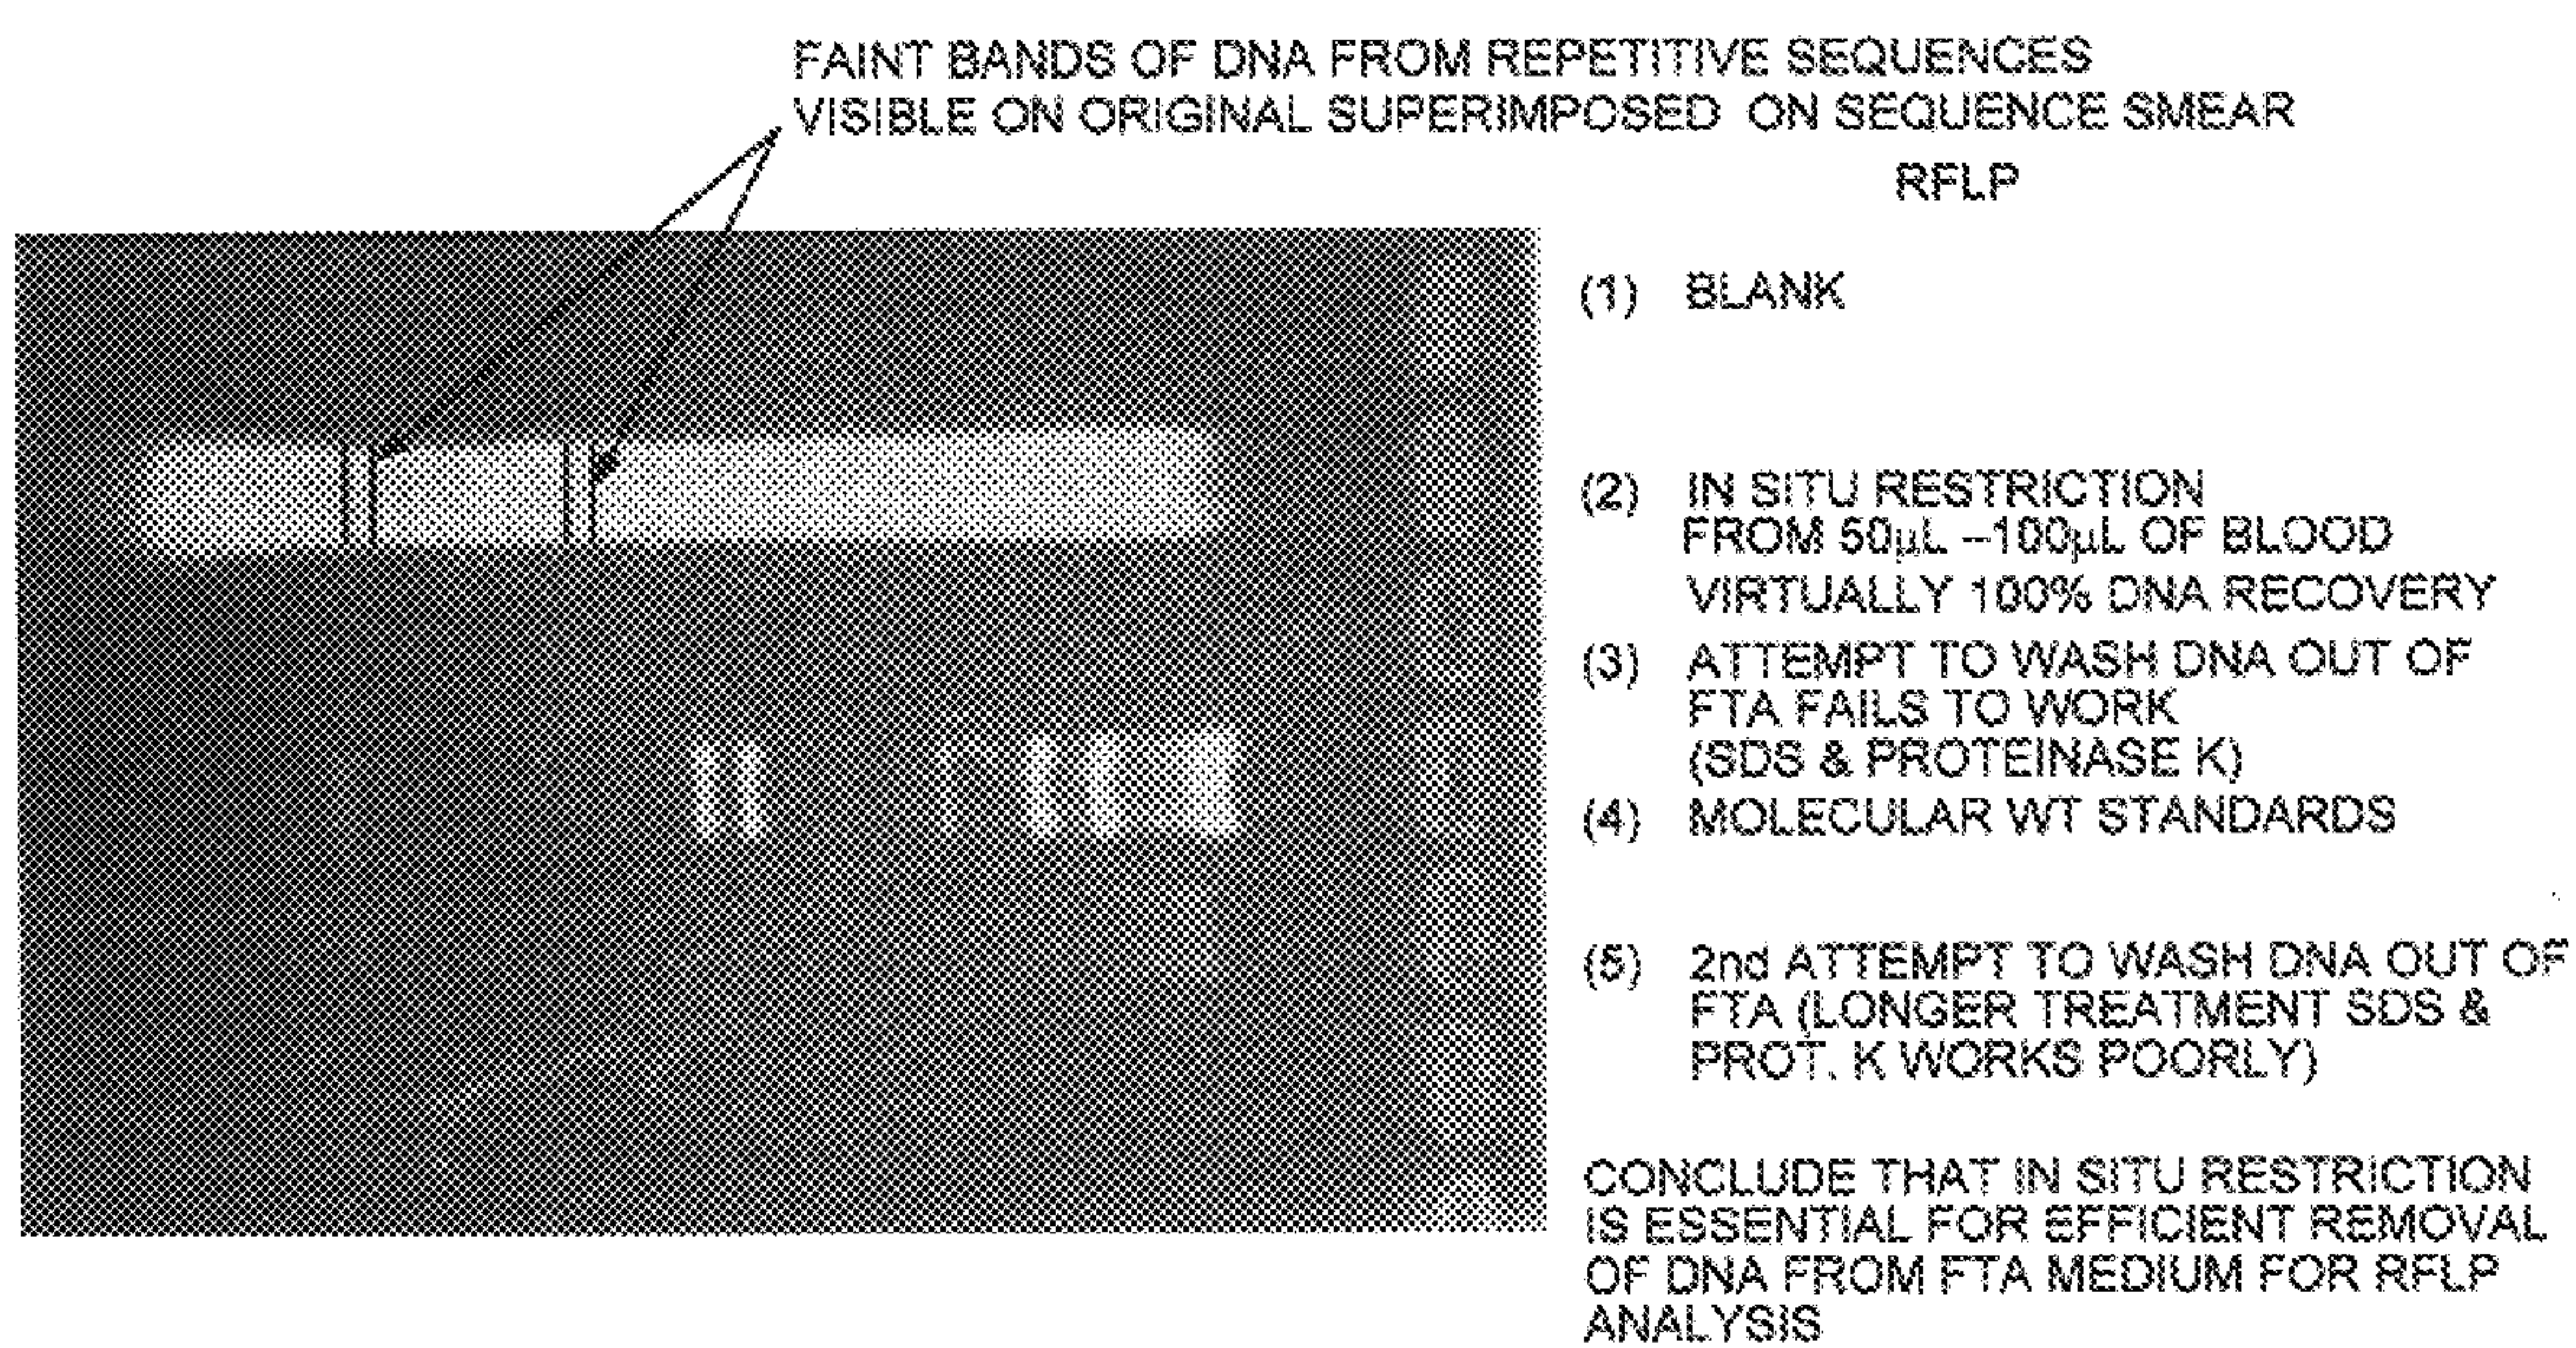 FAINT BANDS OF DNA FROM REPETITIVE SEQUENCES
VISIBLE ON ORIGINAL SUPERIMPOSED ON SEQUENCE SMEAR
RFLP
(1) BLANK
(2) IN SITU RESTRICTION
FROM 50µL –100µL OF BLOOD
VIRTUALLY 100% DNA RECOVERY
(3) ATTEMPT TO WASH DNA OUT OF
FTA FAILS TO WORK
(SDS & PROTEINASE K)
(4) MOLECULAR WT STANDARDS
(5) 2nd ATTEMPT TO WASH DNA OUT OF
FTA (LONGER TREATMENT SDS &
PROT. K WORKS POORLY)
CONCLUDE THAT IN SITU RESTRICTION
IS ESSENTIAL FOR EFFICIENT REMOVAL
OF DNA FROM FTA MEDIUM FOR RFLP
ANALYSIS